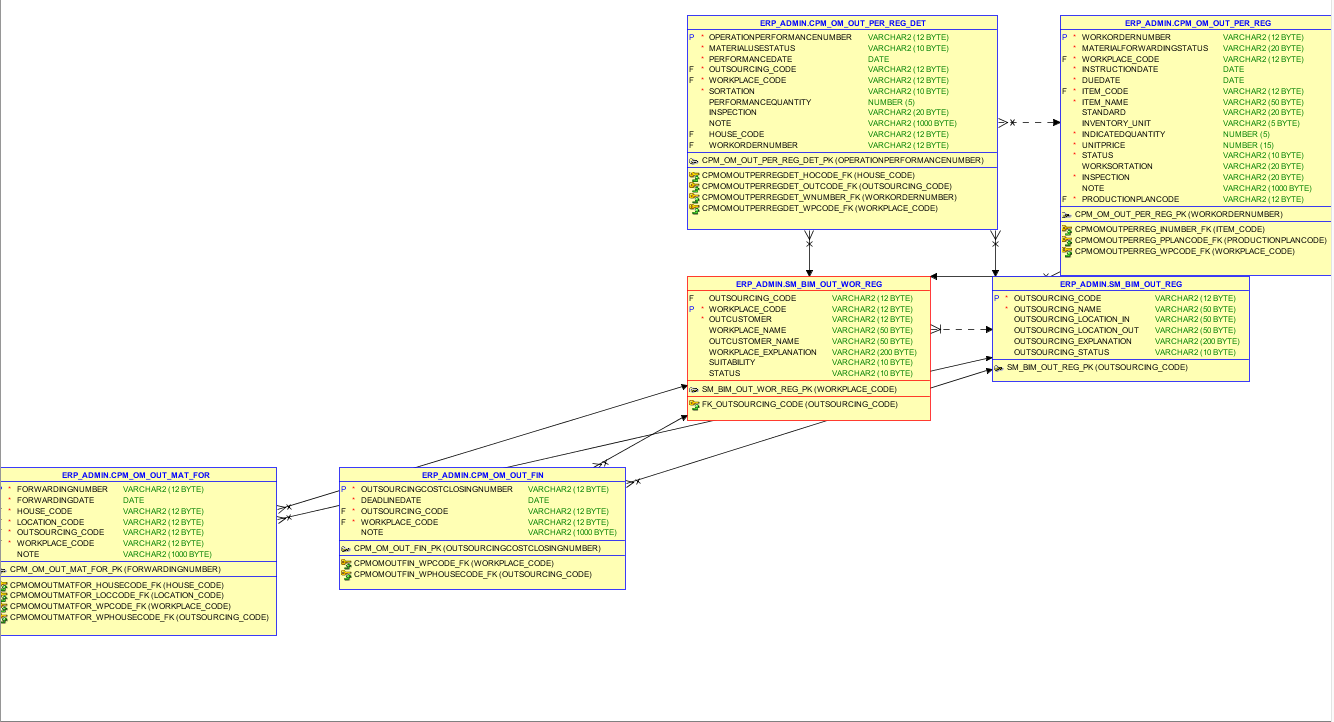 ERP_ADMIN.CPM_OM_OUT_PER_REG_DET
P * OPERATIONPERFORMANCENUMBER VARCHAR2 (12 BYTE)
* MATERIALUSESTATUS VARCHAR2 (10 BYTE)
* PERFORMANCEDATE DATE
F * OUTSOURCING_CODE VARCHAR2 (12 BYTE)
F * WORKPLACE_CODE VARCHAR2 (12 BYTE)
* SORTATION VARCHAR2 (10 BYTE)
PERFORMANCEQUANTITY NUMBER (5)
INSPECTION VARCHAR2 (20 BYTE)
NOTE VARCHAR2 (1000 BYTE)
F HOUSE_CODE VARCHAR2 (12 BYTE)
F WORKORDERNUMBER VARCHAR2 (12 BYTE)
CPM_OM_OUT_PER_REG_DET_PK (OPERATIONPERFORMANCENUMBER)
CPMOMOUTPERREGDET_HOCODE_FK (HOUSE_CODE)
CPMOMOUTPERREGDET_OUTCODE_FK (OUTSOURCING_CODE)
CPMOMOUTPERREGDET_WNUMBER_FK (WORKORDERNUMBER)
CPMOMOUTPERREGDET_WPCODE_FK (WORKPLACE_CODE)
ERP_ADMIN.CPM_OM_OUT_PER_REG
P * WORKORDERNUMBER VARCHAR2 (12 BYTE)
* MATERIALFORWARDINGSTATUS VARCHAR2 (20 BYTE)
F * WORKPLACE_CODE VARCHAR2 (12 BYTE)
* INSTRUCTIONDATE DATE
* DUEDATE DATE
F * ITEM_CODE VARCHAR2 (12 BYTE)
* ITEM_NAME VARCHAR2 (50 BYTE)
STANDARD VARCHAR2 (20 BYTE)
INVENTORY_UNIT VARCHAR2 (5 BYTE)
* INDICATEDQUANTITY NUMBER (5)
* UNITPRICE NUMBER (15)
* STATUS VARCHAR2 (10 BYTE)
WORKSORTATION VARCHAR2 (20 BYTE)
* INSPECTION VARCHAR2 (20 BYTE)
NOTE VARCHAR2 (1000 BYTE)
F * PRODUCTIONPLANCODE VARCHAR2 (12 BYTE)
CPM_OM_OUT_PER_REG_PK (WORKORDERNUMBER)
CPMOMOUTPERREG_INUMBER_FK (ITEM_CODE)
CPMOMOUTPERREG_PPLANCODE_FK (PRODUCTIONPLANCODE)
CPMOMOUTPERREG_WPCODE_FK (WORKPLACE_CODE)
ERP_ADMIN.SM_BIM_OUT_WOR_REG
F OUTSOURCING_CODE VARCHAR2 (12 BYTE)
P * WORKPLACE_CODE VARCHAR2 (12 BYTE)
* OUTCUSTOMER VARCHAR2 (12 BYTE)
WORKPLACE_NAME VARCHAR2 (50 BYTE)
OUTCUSTOMER_NAME VARCHAR2 (50 BYTE)
WORKPLACE_EXPLANATION VARCHAR2 (200 BYTE)
SUITABILITY VARCHAR2 (10 BYTE)
STATUS VARCHAR2 (10 BYTE)
SM_BIM_OUT_WOR_REG_PK (WORKPLACE_CODE)
FK_OUTSOURCING_CODE (OUTSOURCING_CODE)
ERP_ADMIN.SM_BIM_OUT_REG
P * OUTSOURCING_CODE VARCHAR2 (12 BYTE)
* OUTSOURCING_NAME VARCHAR2 (50 BYTE)
OUTSOURCING_LOCATION_IN VARCHAR2 (50 BYTE)
OUTSOURCING_LOCATION_OUT VARCHAR2 (50 BYTE)
OUTSOURCING_EXPLANATION VARCHAR2 (200 BYTE)
OUTSOURCING_STATUS VARCHAR2 (10 BYTE)
SM_BIM_OUT_REG_PK (OUTSOURCING_CODE)
ERP_ADMIN.CPM_OM_OUT_MAT_FOR
* FORWARDINGNUMBER VARCHAR2 (12 BYTE)
* FORWARDINGDATE DATE
* HOUSE_CODE VARCHAR2 (12 BYTE)
* LOCATION_CODE VARCHAR2 (12 BYTE)
* OUTSOURCING_CODE VARCHAR2 (12 BYTE)
* WORKPLACE_CODE VARCHAR2 (12 BYTE)
NOTE VARCHAR2 (1000 BYTE)
CPM_OM_OUT_MAT_FOR_PK (FORWARDINGNUMBER)
CPMOMOUTMATFOR_HOUSECODE_FK (HOUSE_CODE)
CPMOMOUTMATFOR_LOCCODE_FK (LOCATION_CODE)
CPMOMOUTMATFOR_WPCODE_FK (WORKPLACE_CODE)
CPMOMOUTMATFOR_WPHOUSECODE_FK (OUTSOURCING_CODE)
ERP_ADMIN.CPM_OM_OUT_FIN
P * OUTSOURCINGCOSTCLOSINGNUMBER VARCHAR2 (12 BYTE)
* DEADLINEDATE DATE
F * OUTSOURCING_CODE VARCHAR2 (12 BYTE)
F * WORKPLACE_CODE VARCHAR2 (12 BYTE)
NOTE VARCHAR2 (1000 BYTE)
CPM_OM_OUT_FIN_PK (OUTSOURCINGCOSTCLOSINGNUMBER)
CPMOMOUTFIN_WPCODE_FK (WORKPLACE_CODE)
CPMOMOUTFIN_WPHOUSECODE_FK (OUTSOURCING_CODE)